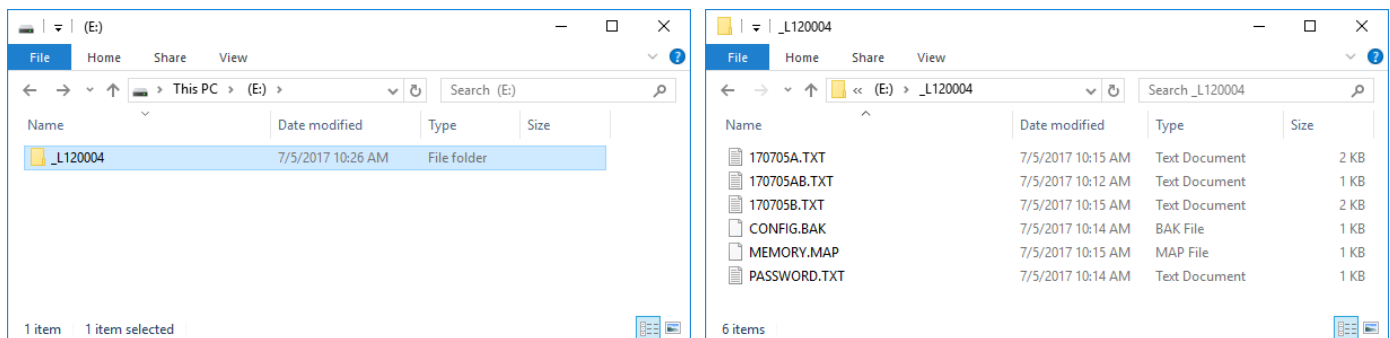 (E:)
File Home Share View
This PC > (E:) >
Search (E:)
Name Date modified Type Size
_L120004 7/5/2017 10:26 AM File folder
1 item 1 item selected
_L120004
File Home Share View
« (E:) > _L120004
Search _L120004
Name Date modified Type Size
170705A.TXT 7/5/2017 10:15 AM Text Document 2 KB
170705AB.TXT 7/5/2017 10:12 AM Text Document 1 KB
170705B.TXT 7/5/2017 10:15 AM Text Document 2 KB
CONFIG.BAK 7/5/2017 10:14 AM BAK File 1 KB
MEMORY.MAP 7/5/2017 10:15 AM MAP File 1 KB
PASSWORD.TXT 7/5/2017 10:14 AM Text Document 1 KB
6 items